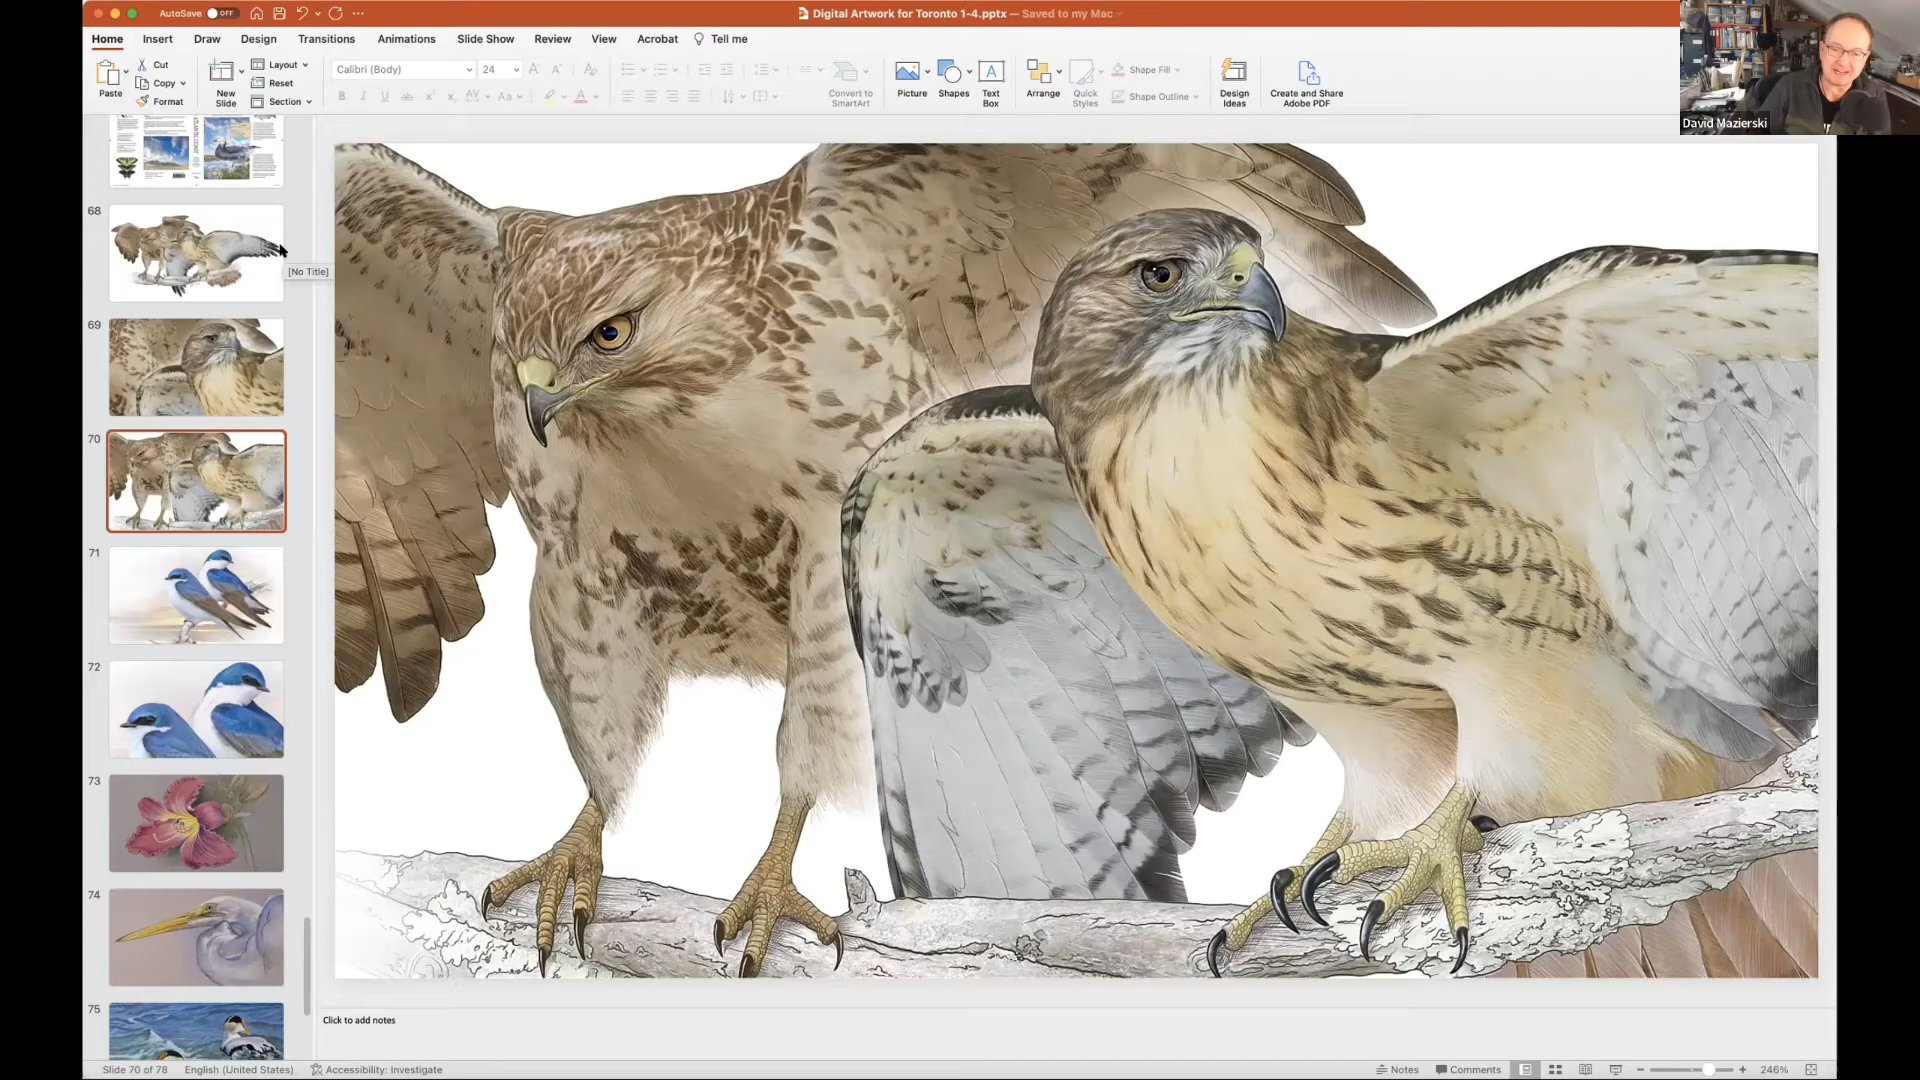 AutoSave OFF
Digital Artwork for Toronto 1-4.pptx — Saved to my Mac
Home Insert Draw Design Transitions Animations Slide Show Review View Acrobat Tell me
Paste
Cut
Copy
Format
New Slide
Layout
Reset
Section
Calibri (Body) 24
Convert to SmartArt
Picture
Shapes
Text Box
Arrange
Quick Styles
Shape Fill
Shape Outline
Design Ideas
Create and Share Adobe PDF
David Mazierski
68
[No Title]
69
70
71
72
73
74
75
Click to add notes
Slide 70 of 78 English (United States) Accessibility: Investigate
Notes Comments 246%